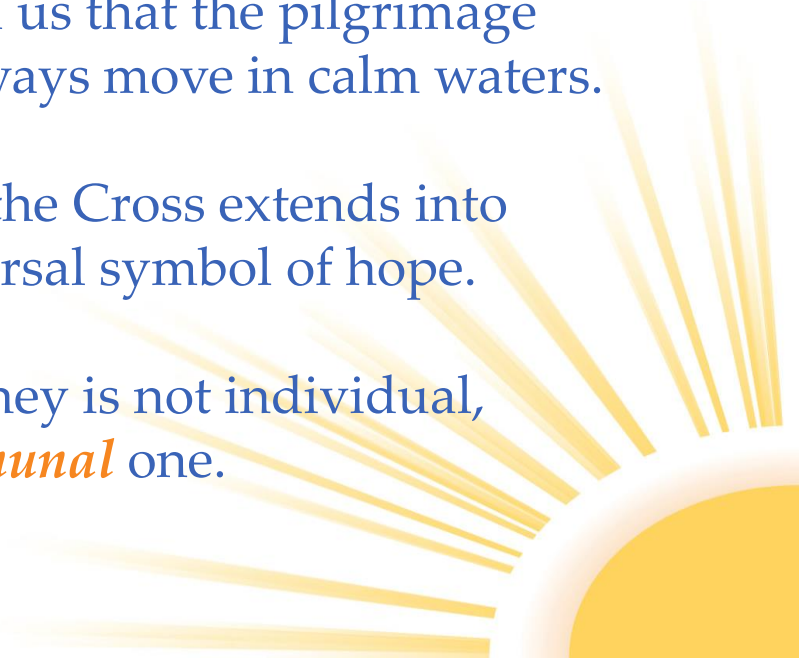 us that the pilgrimage
ways move in calm waters.
the Cross extends into
rsal symbol of hope.
ney is not individual,
unal one.